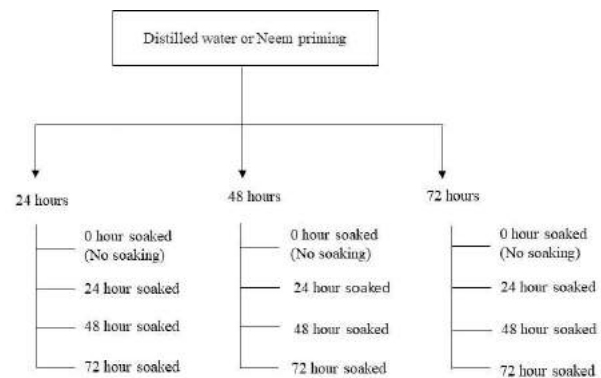 Distilled water or Neem priming
24 hours
48 hours
72 hours
0 hour soaked
(No soaking)
24 hour soaked
48 hour soaked
72 hour soaked
0 hour soaked
(No soaking)
24 hour soaked
48 hour soaked
72 hour soaked
0 hour soaked
(No soaking)
24 hour soaked
48 hour soaked
72 hour soaked